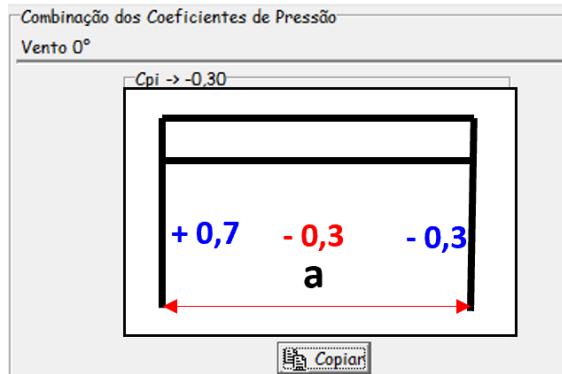 Combinação dos Coeficientes de Pressão
Vento 0°
Cpi -> -0,30
+ 0,7 - 0,3 - 0,3
a
Copiar